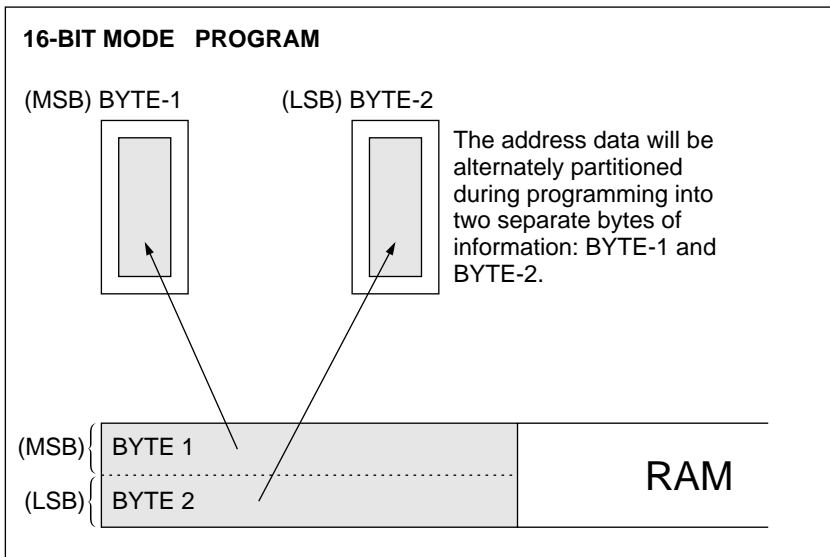 16-BIT MODE PROGRAM
(MSB) BYTE-1
(LSB) BYTE-2
The address data will be
alternately partitioned
during programming into
two separate bytes of
information: BYTE-1 and
BYTE-2.
(MSB) BYTE 1
(LSB) BYTE 2
RAM